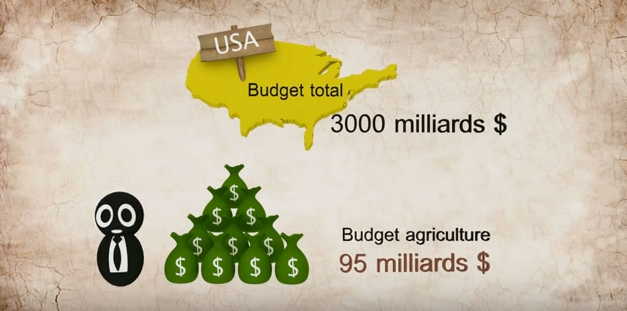 USA
Budget total
3000 milliards $
$
$ $
$ $ $
$ $ $ $
Budget agriculture
95 milliards $